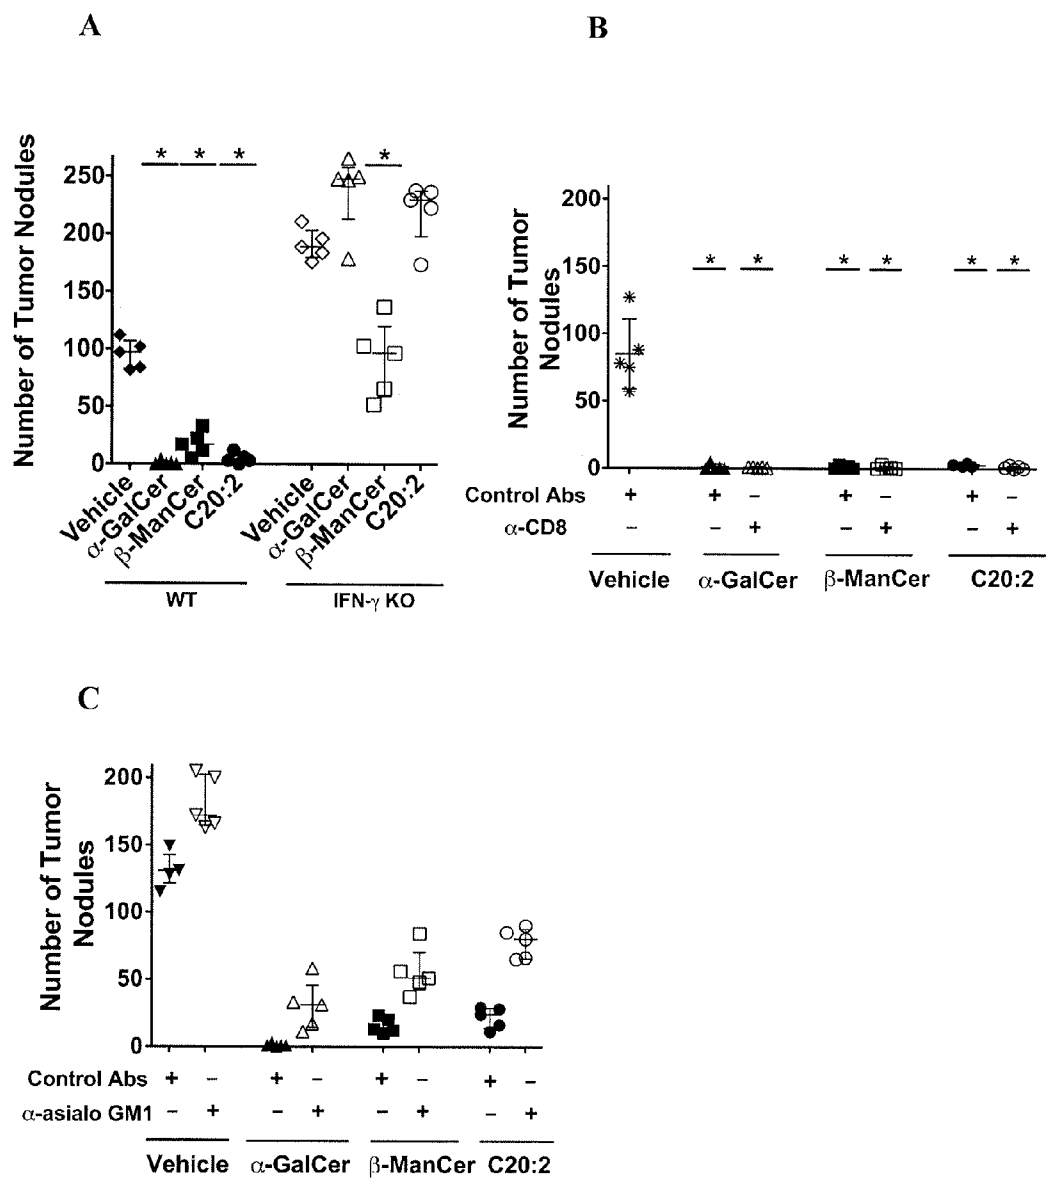 A
Number of Tumor Nodules
* * * *
250
200
150
100
50
0
Vehicle α-GalCer β-ManCer C20:2 Vehicle α-GalCer β-ManCer C20:2
WT IFN-γ KO
B
Number of Tumor
Nodules
* * * * * *
200
150
100
50
0
Control Abs + + – + – + –
α-CD8 – – + – + – +
Vehicle α-GalCer β-ManCer C20:2
C
Number of Tumor
Nodules
200
150
100
50
0
Control Abs + – + – + – + –
α-asialo GM1 – + – + – + – +
Vehicle α-GalCer β-ManCer C20:2